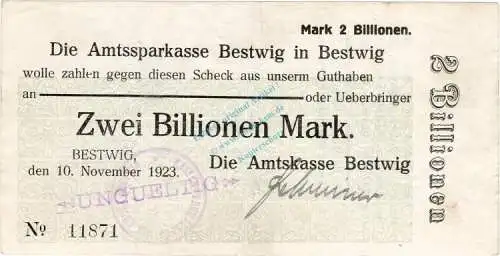 Mark 2 Billionen.
Die Amtssparkasse Bestwig in Bestwig
wolle zahlen gegen diesen Scheck aus unserm Guthaben
an oder Ueberbringer
Zwei Billionen Mark.
BESTWIG,
den 10. November 1923.
Die Amtskasse Bestwig
UNGUELTIG
№ 11871
2 Billionen